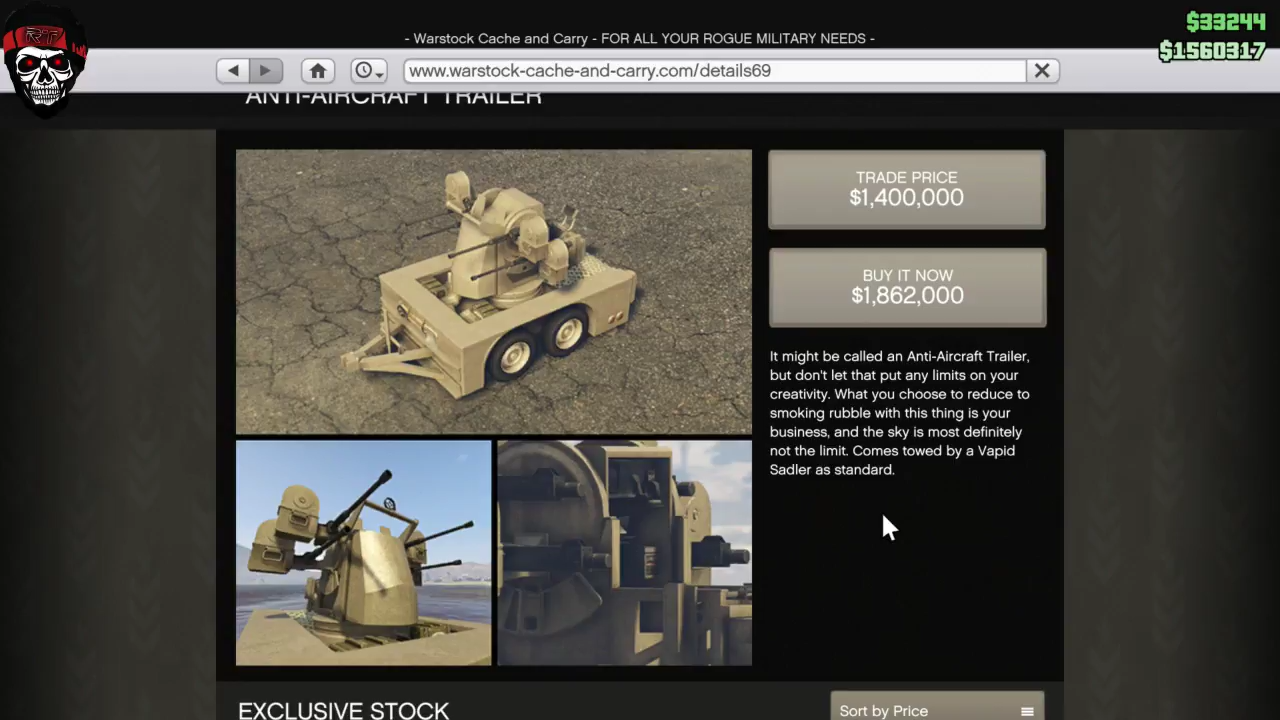 RT
$33244
- Warstock Cache and Carry - FOR ALL YOUR ROGUE MILITARY NEEDS -
$1560317
www.warstock-cache-and-carry.com/details69
ANTI-AIRCRAFT TRAILER
TRADE PRICE
$1,400,000
BUY IT NOW
$1,862,000
It might be called an Anti-Aircraft Trailer,
but don't let that put any limits on your
creativity. What you choose to reduce to
smoking rubble with this thing is your
business, and the sky is most definitely
not the limit. Comes towed by a Vapid
Sadler as standard.
EXCLUSIVE STOCK
Sort by Price